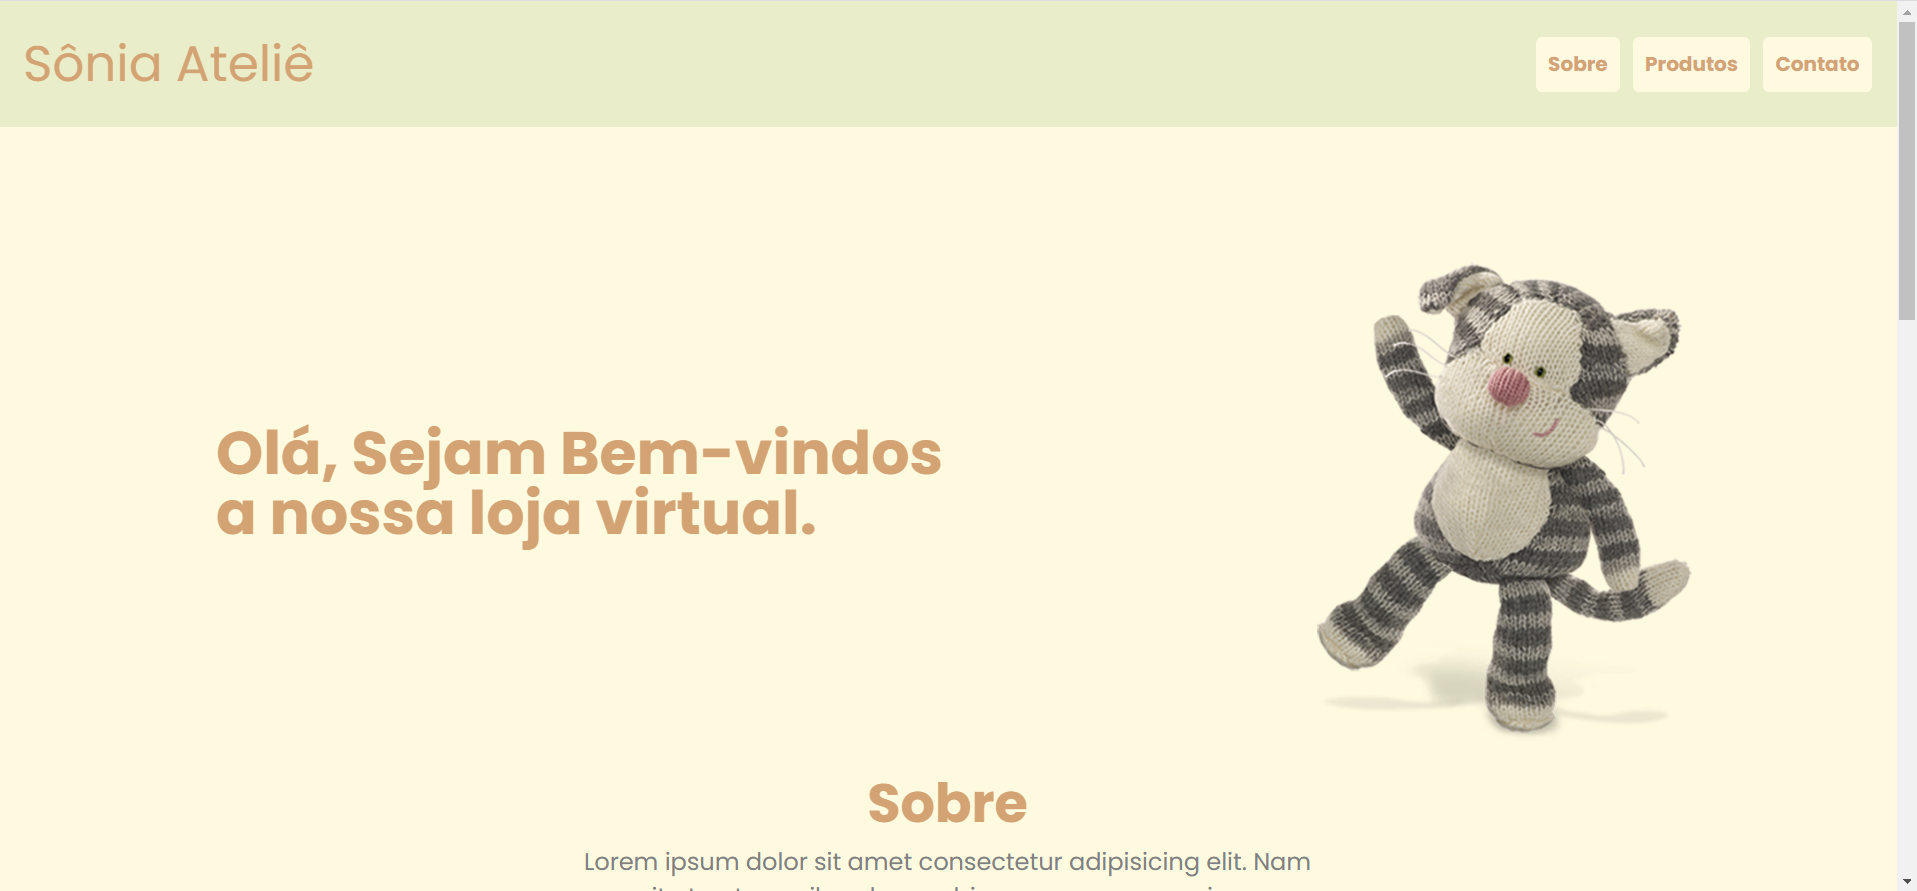 Sônia Ateliê
Sobre
Produtos
Contato
Olá, Sejam Bem-vindos
a nossa loja virtual.
Sobre
Lorem ipsum dolor sit amet consectetur adipisicing elit. Nam